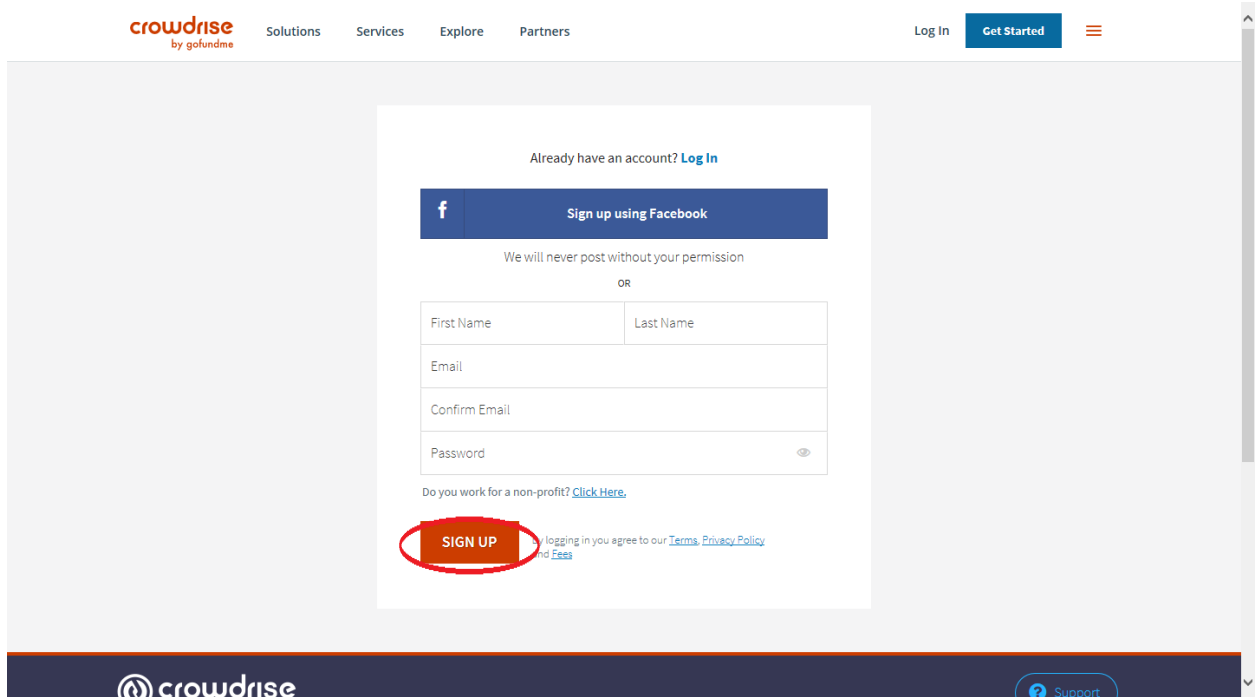 crowdrise
by gofundme
Solutions Services Explore Partners Log In Get Started
Already have an account? Log In
f Sign up using Facebook
We will never post without your permission
OR
First Name Last Name
Email
Confirm Email
Password
Do you work for a non-profit? Click Here.
SIGN UP
logging in you agree to our Terms, Privacy Policy
Fees
crowdrise
? Support